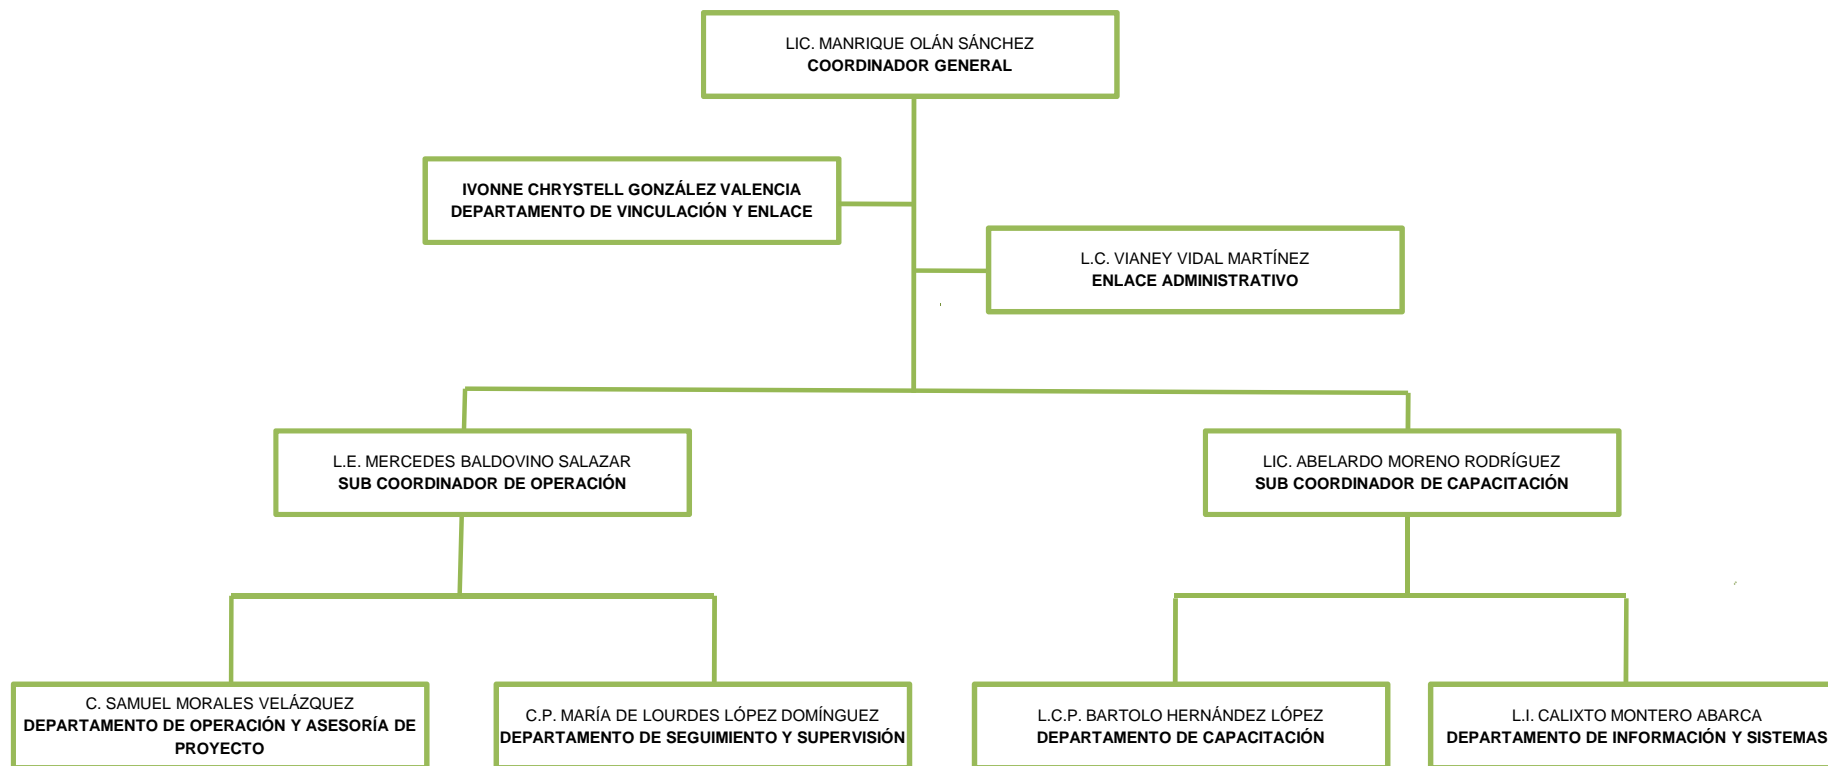 LIC. MANRIQUE OLÁN SÁNCHEZ
COORDINADOR GENERAL
IVONNE CHRYSTELL GONZÁLEZ VALENCIA
DEPARTAMENTO DE VINCULACIÓN Y ENLACE
L.C. VIANEY VIDAL MARTÍNEZ
ENLACE ADMINISTRATIVO
L.E. MERCEDES BALDOVINO SALAZAR
SUB COORDINADOR DE OPERACIÓN
LIC. ABELARDO MORENO RODRÍGUEZ
SUB COORDINADOR DE CAPACITACIÓN
C. SAMUEL MORALES VELÁZQUEZ
DEPARTAMENTO DE OPERACIÓN Y ASESORÍA DE
PROYECTO
C.P. MARÍA DE LOURDES LÓPEZ DOMÍNGUEZ
DEPARTAMENTO DE SEGUIMIENTO Y SUPERVISIÓN
L.C.P. BARTOLO HERNÁNDEZ LÓPEZ
DEPARTAMENTO DE CAPACITACIÓN
L.I. CALIXTO MONTERO ABARCA
DEPARTAMENTO DE INFORMACIÓN Y SISTEMAS